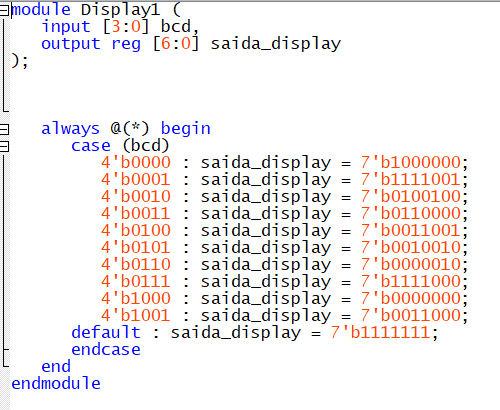 module Display1 (
input [3:0] bcd,
output reg [6:0] saida_display
);
always @(*) begin
case (bcd)
4'b0000 : saida_display = 7'b1000000;
4'b0001 : saida_display = 7'b1111001;
4'b0010 : saida_display = 7'b0100100;
4'b0011 : saida_display = 7'b0110000;
4'b0100 : saida_display = 7'b0011001;
4'b0101 : saida_display = 7'b0010010;
4'b0110 : saida_display = 7'b0000010;
4'b0111 : saida_display = 7'b1111000;
4'b1000 : saida_display = 7'b0000000;
4'b1001 : saida_display = 7'b0011000;
default : saida_display = 7'b1111111;
endcase
end
endmodule